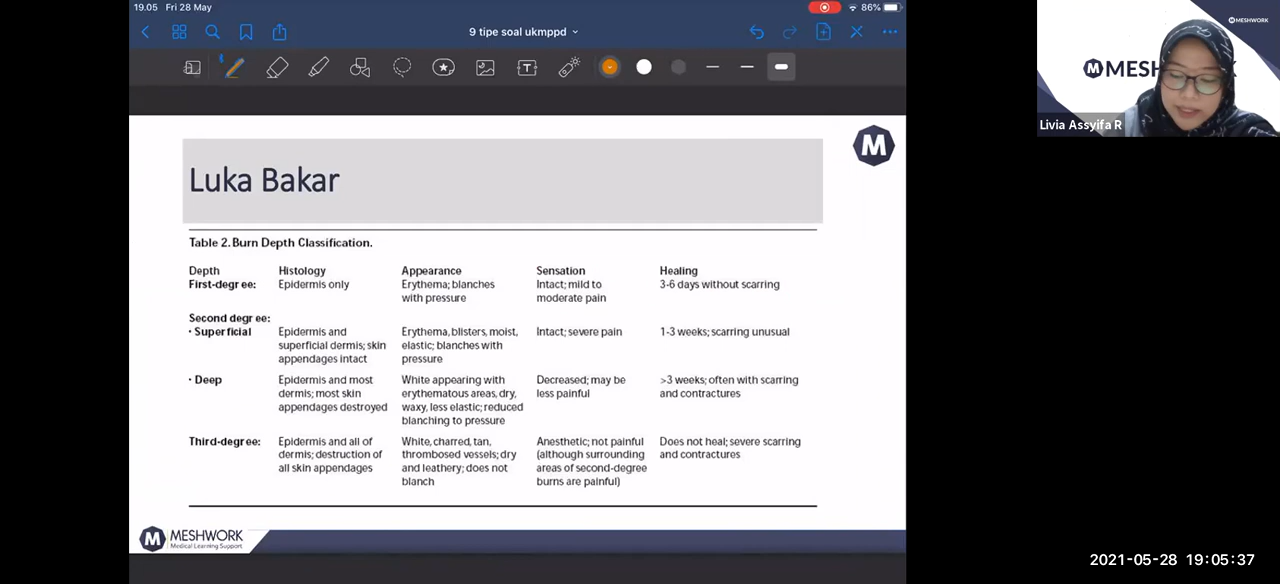 19.05 Fri 28 May
86%
9 tipe soal ukmppd
MESHWORK
MESH K
Livia Assyifa R
M
Luka Bakar
Table 2. Burn Depth Classification.
Depth Histology Appearance Sensation Healing
First-degree: Epidermis only Erythema; blanches Intact; mild to 3-6 days without scarring
with pressure moderate pain
Second degree:
• Superficial Epidermis and Erythema, blisters, moist, Intact; severe pain 1-3 weeks; scarring unusual
superficial dermis; skin elastic; blanches with
appendages intact pressure
• Deep Epidermis and most White appearing with Decreased; may be >3 weeks; often with scarring
dermis; most skin erythematous areas, dry, less painful and contractures
appendages destroyed waxy, less elastic; reduced
blanching to pressure
Third-degree: Epidermis and all of White, charred, tan, Anesthetic; not painful Does not heal; severe scarring
dermis; destruction of thrombosed vessels; dry (although surrounding and contractures
all skin appendages and leathery; does not areas of second-degree
blanch burns are painful)
M MESHWORK
Medical Learning Support
2021-05-28 19:05:37